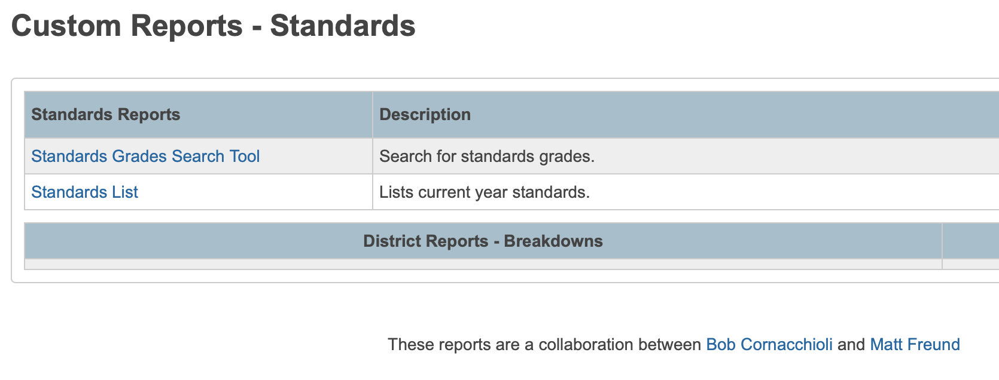 Custom Reports - Standards
Standards Reports Description
Standards Grades Search Tool Search for standards grades.
Standards List Lists current year standards.
District Reports - Breakdowns
These reports are a collaboration between Bob Cornacchioli and Matt Freund